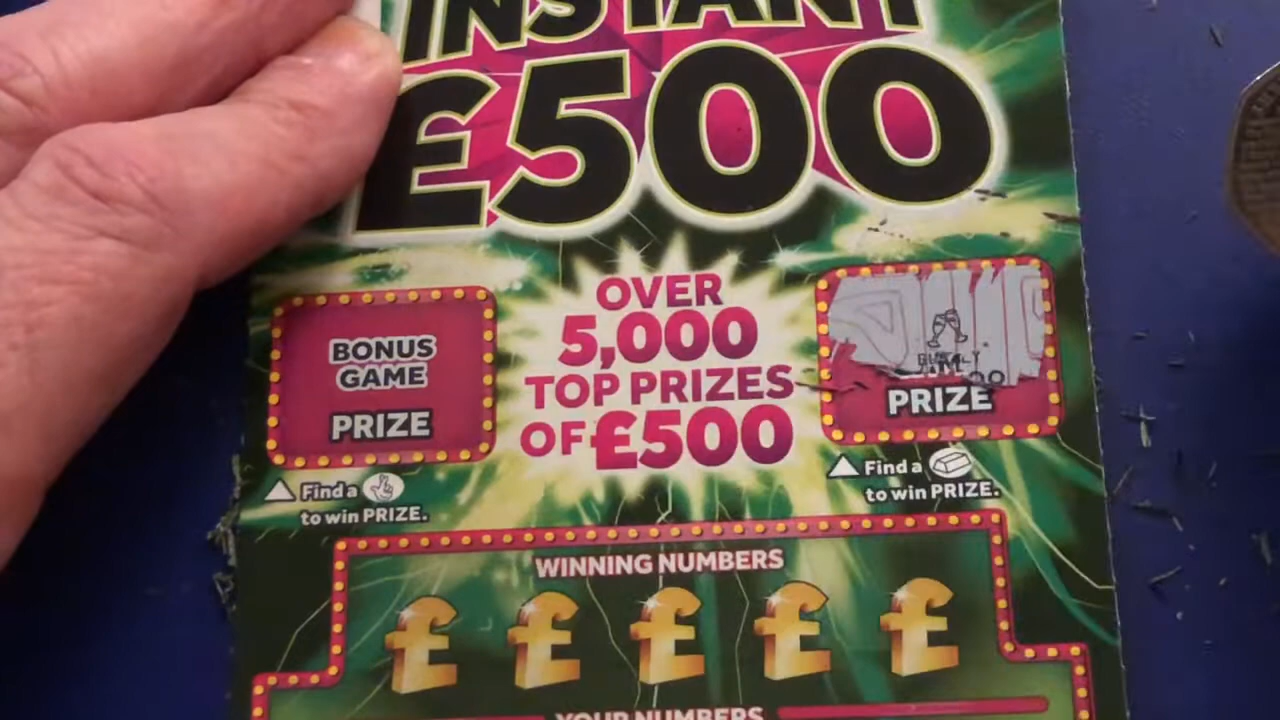 INSTANT
£500
OVER
5,000
TOP PRIZES
OF £500
BONUS
GAME
PRIZE
PRIZE
Find a
to win PRIZE.
Find a
to win PRIZE.
WINNING NUMBERS
£ £ £ £ £
YOUR NUMBERS